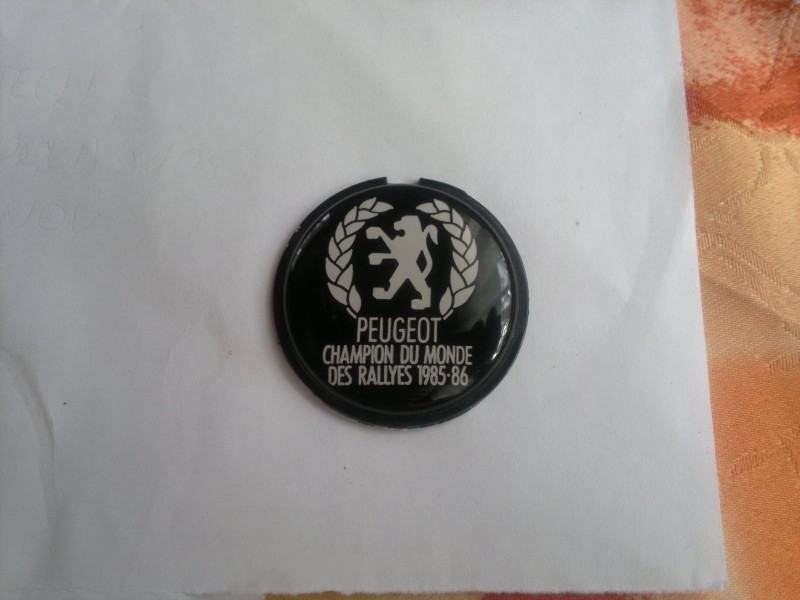 PEUGEOT
CHAMPION DU MONDE
DES RALLYES 1985-86